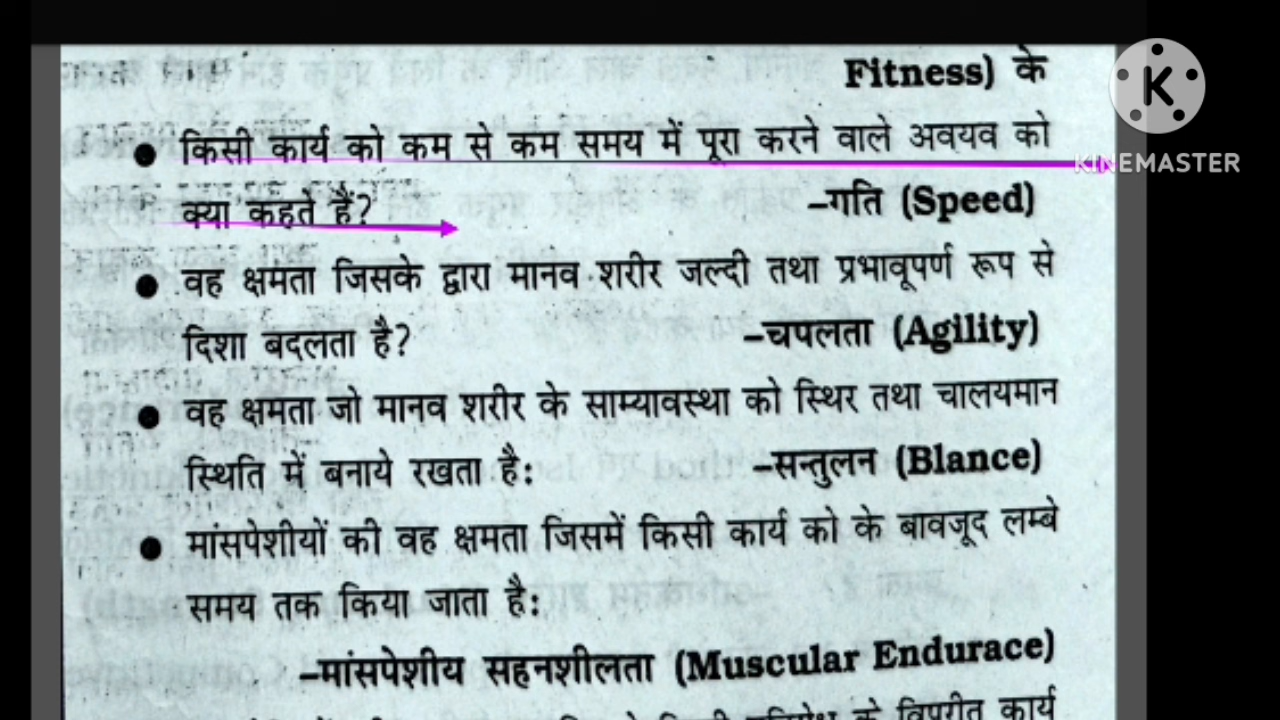 Fitness) के
● किसी कार्य को कम से कम समय में पूरा करने वाले अवयव को
KINEMASTER
क्या कहते हैं? –गति (Speed)
● वह क्षमता जिसके द्वारा मानव शरीर जल्दी तथा प्रभावूपर्ण रूप से
दिशा बदलता है? –चपलता (Agility)
● वह क्षमता जो मानव शरीर के साम्यावस्था को स्थिर तथा चालयमान
स्थिति में बनाये रखता है: –सन्तुलन (Blance)
● मांसपेशीयों की वह क्षमता जिसमें किसी कार्य को के बावजूद लम्बे
समय तक किया जाता है:
–मांसपेशीय सहनशीलता (Muscular Endurace)
के विपरीत कार्य